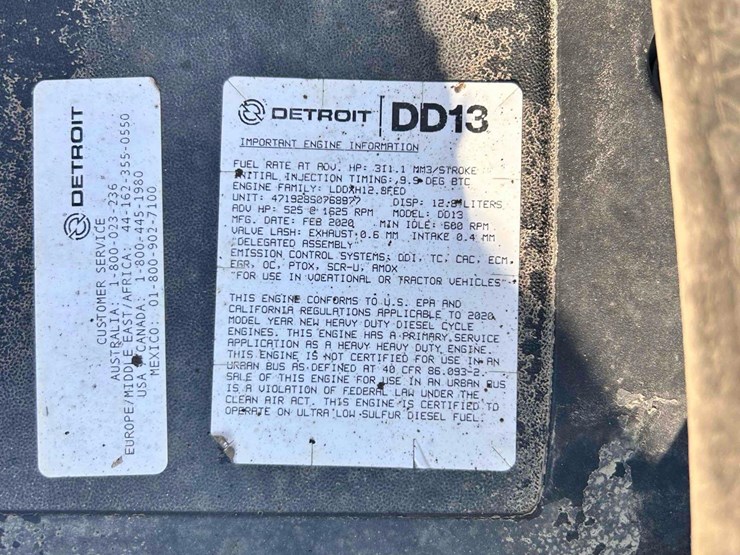 DETROIT
CUSTOMER SERVICE
AUSTRALIA: 1-800-023-236
EUROPE/MIDDLE EAST/AFRICA: 444-162-355-0550
USA & CANADA: 1-800-445-1980
MEXICO: 01-800-902-7100
DETROIT DD13
IMPORTANT ENGINE INFORMATION
FUEL RATE AT ADV. HP: 311.1 MM3/STROKE
INITIAL INJECTION TIMING: 9.9 DEG BTC
ENGINE FAMILY: DISP: 12.8 LITERS
UNIT:
ADV HP: 525 @ 1625 RPM MODEL: DD13
MFG. DATE: FEB 2020 MIN IDLE: 600 RPM
VALVE LASH: EXHAUST 0.6 MM INTAKE 0.4 MM
DELEGATED ASSEMBLY
EMISSION CONTROL SYSTEMS: DDI, TC, CAC, ECM,
EGR, OC, PTOX, SCR-U, AMOX
FOR USE IN VOCATIONAL OR TRACTOR VEHICLES
THIS ENGINE CONFORMS TO U.S. EPA AND
CALIFORNIA REGULATIONS APPLICABLE TO 2020
MODEL YEAR NEW HEAVY DUTY DIESEL CYCLE
ENGINES. THIS ENGINE HAS A PRIMARY SERVICE
APPLICATION AS A HEAVY HEAVY DUTY ENGINE.
THIS ENGINE IS NOT CERTIFIED FOR USE IN AN
URBAN BUS AS DEFINED AT 40 CFR 86.093-2.
SALE OF THIS ENGINE FOR USE IN AN URBAN BUS
IS A VIOLATION OF FEDERAL LAW UNDER THE
CLEAN AIR ACT. THIS ENGINE IS CERTIFIED TO
OPERATE ON ULTRA LOW SULFUR DIESEL FUEL.